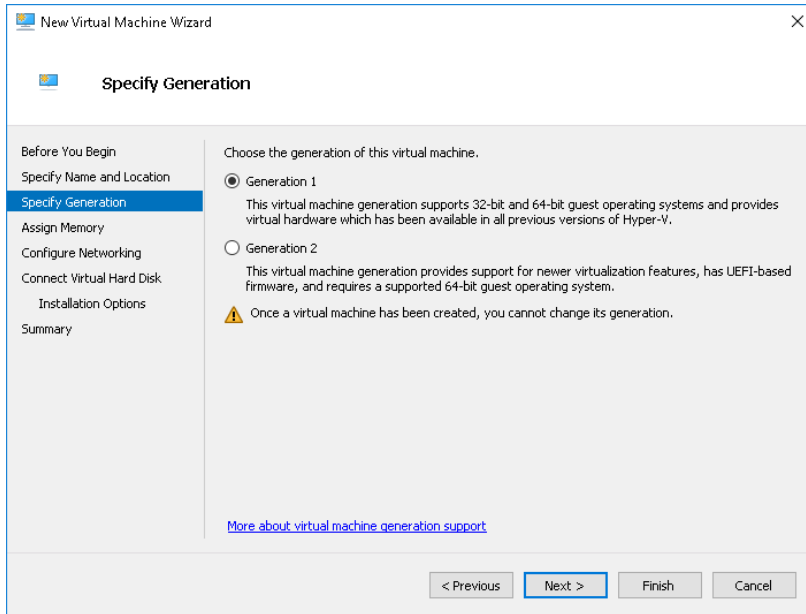 New Virtual Machine Wizard
Specify Generation
Before You Begin
Specify Name and Location
Specify Generation
Assign Memory
Configure Networking
Connect Virtual Hard Disk
Installation Options
Summary
Choose the generation of this virtual machine.
Generation 1
This virtual machine generation supports 32-bit and 64-bit guest operating systems and provides
virtual hardware which has been available in all previous versions of Hyper-V.
Generation 2
This virtual machine generation provides support for newer virtualization features, has UEFI-based
firmware, and requires a supported 64-bit guest operating system.
Once a virtual machine has been created, you cannot change its generation.
More about virtual machine generation support
< Previous
Next >
Finish
Cancel